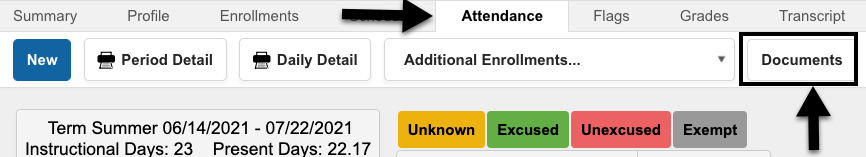 Summary Profile Enrollments Attendance Flags Grades Transcript
New Period Detail Daily Detail Additional Enrollments... Documents
Term Summer 06/14/2021 - 07/22/2021 Unknown Excused Unexcused Exempt
Instructional Days: 23 Present Days: 22.17